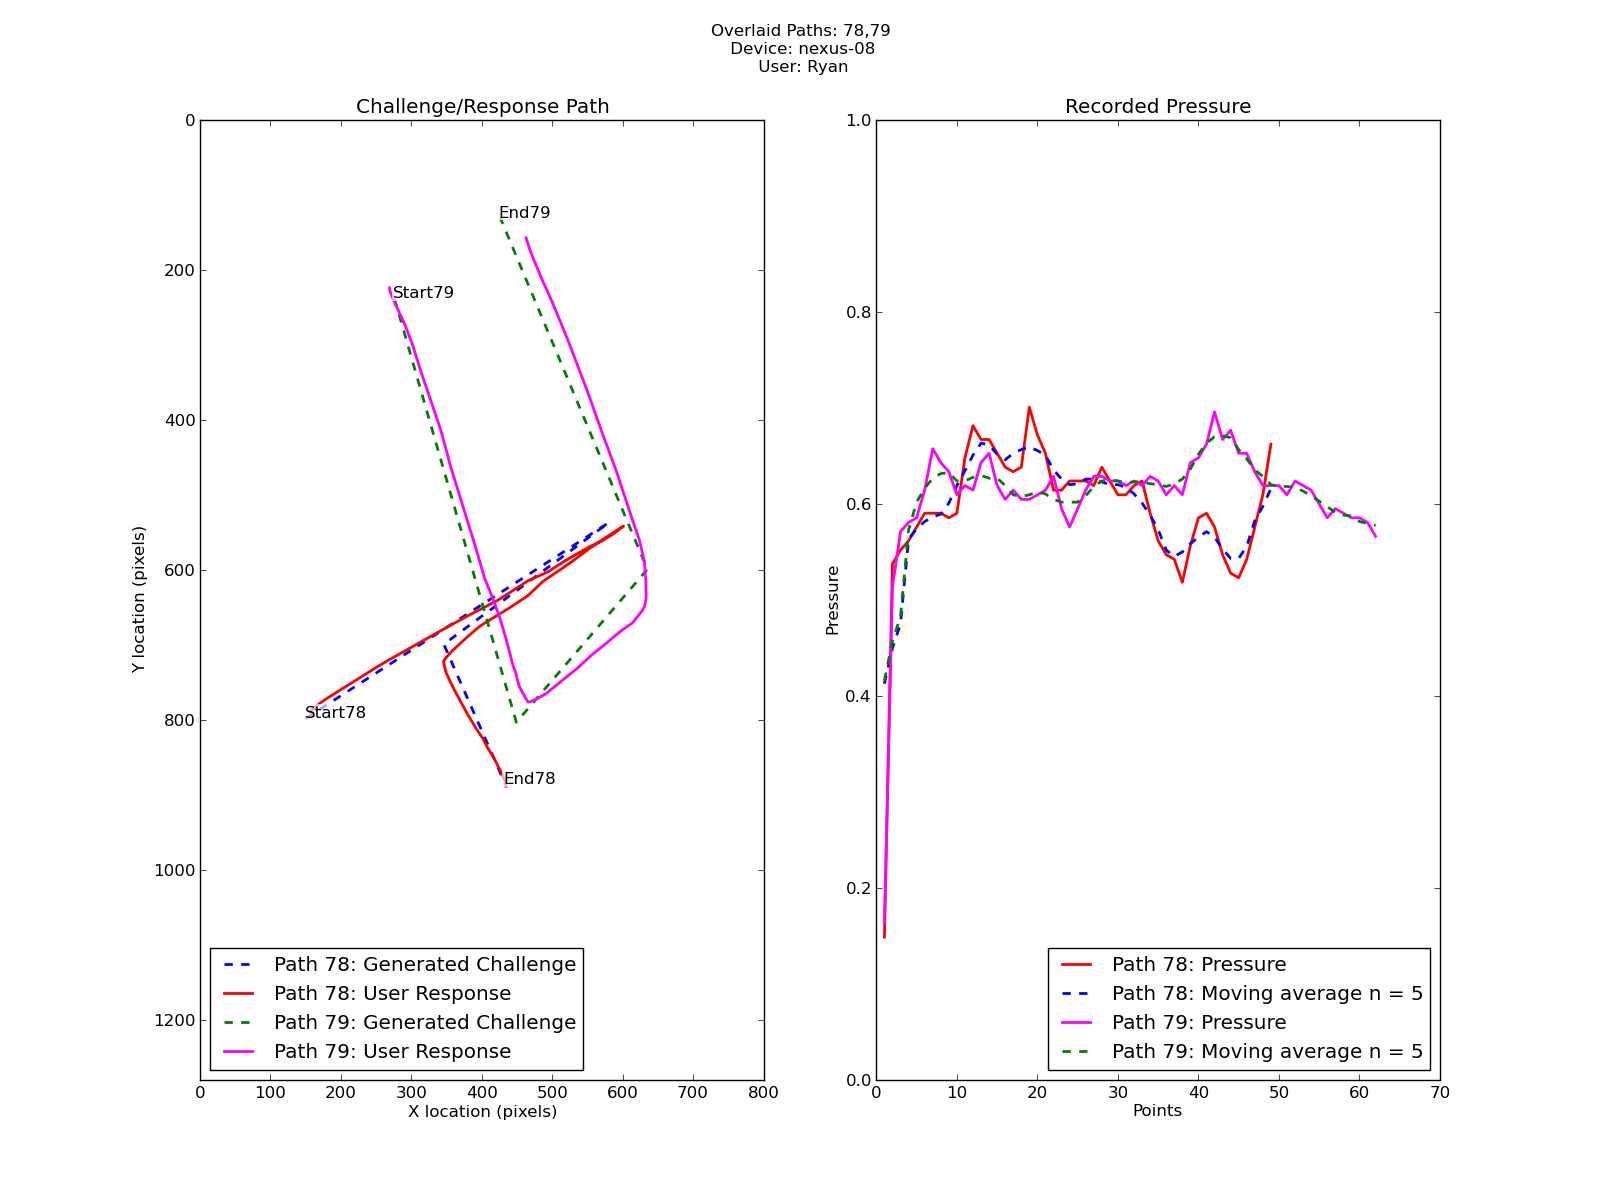 Overlaid Paths: 78,79
Device: nexus-08
User: Ryan
Challenge/Response Path
0
200
400
600
800
1000
1200
Y location (pixels)
End79
Start79
Start78
End78
Path 78: Generated Challenge
Path 78: User Response
Path 79: Generated Challenge
Path 79: User Response
0 100 200 300 400 500 600 700 800
X location (pixels)
Recorded Pressure
1.0
0.8
0.6
0.4
0.2
0.0
Pressure
Path 78: Pressure
Path 78: Moving average n = 5
Path 79: Pressure
Path 79: Moving average n = 5
0 10 20 30 40 50 60 70
Points